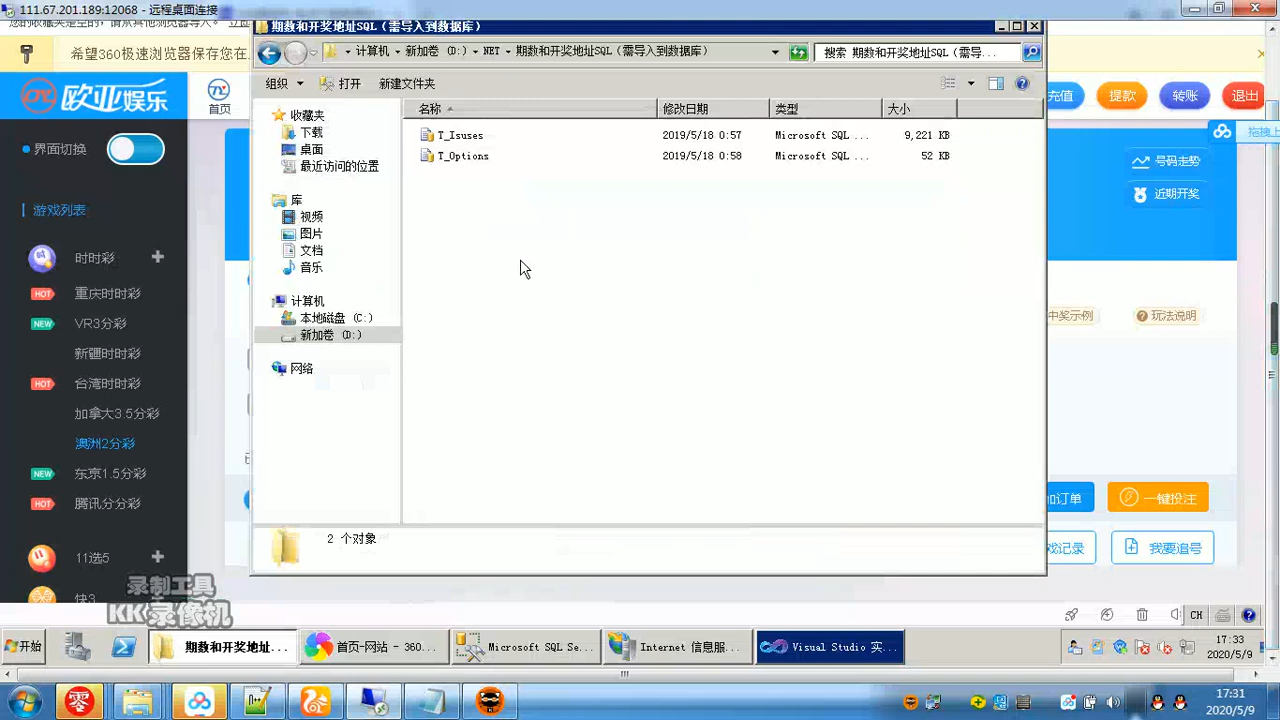 111.67.201.189:12068 - 远程桌面连接
期数和开奖地址SQL（需导入到数据库）
希望360极速浏览器保存您在
计算机 新加卷 (D:) NET 期数和开奖地址SQL（需导入到数据库）
搜索 期数和开奖地址SQL（需导...
组织 打开 新建文件夹
欧亚娱乐
首页
充值 提款 转账 退出
界面切换
游戏列表
时时彩 +
HOT 重庆时时彩
NEW VR3分彩
新疆时时彩
HOT 台湾时时彩
加拿大3.5分彩
澳洲2分彩
NEW 东京1.5分彩
HOT 腾讯分分彩
11选5 +
快3
收藏夹
下载
桌面
最近访问的位置
库
视频
图片
文档
音乐
计算机
本地磁盘 (C:)
新加卷 (D:)
网络
名称 修改日期 类型 大小
T_Isuses 2019/5/18 0:57 Microsoft SQL ... 9,221 KB
T_Options 2019/5/18 0:58 Microsoft SQL ... 52 KB
2 个对象
拖拽上
号码走势
近期开奖
中奖示例 玩法说明
加订单 一键投注
戏记录 我要追号
录制工具
KK录像机
CH
开始 期数和开奖地址... 首页-网站 - 360... Microsoft SQL Se... Internet 信息服... Visual Studio 实...
17:33
2020/5/9
17:31
2020/5/9